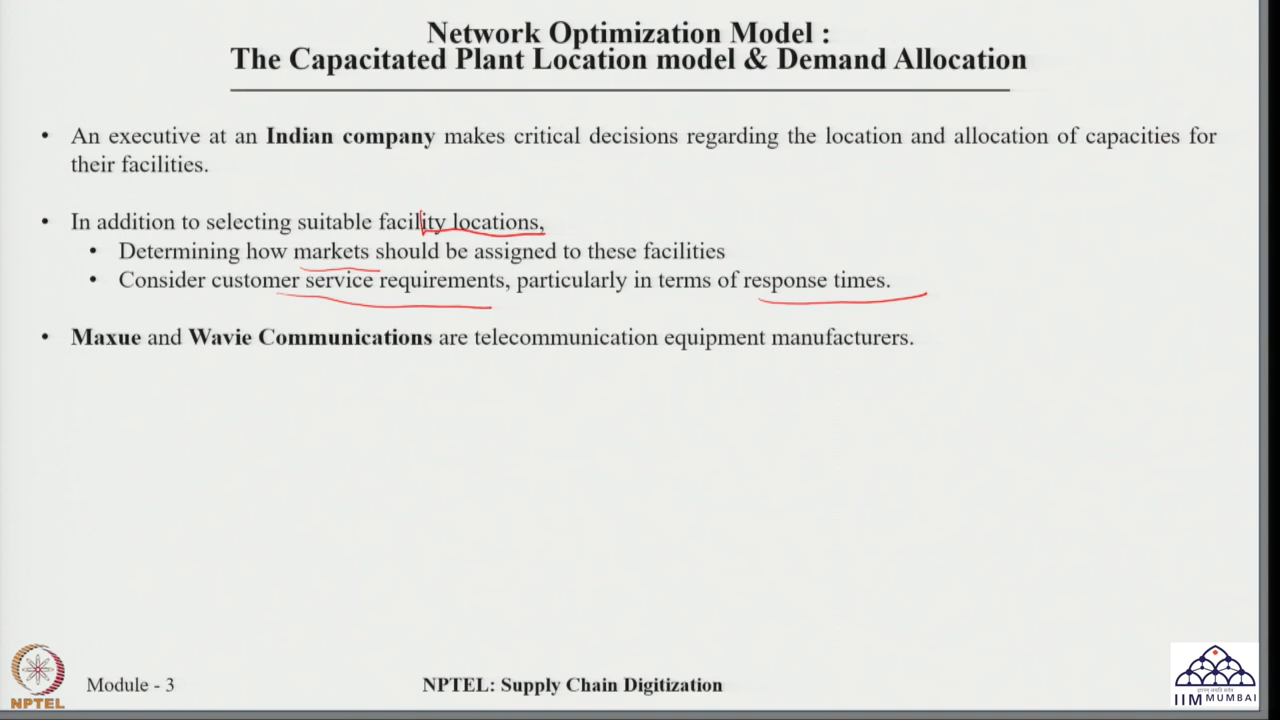 Network Optimization Model :
The Capacitated Plant Location model & Demand Allocation
• An executive at an Indian company makes critical decisions regarding the location and allocation of capacities for
their facilities.
• In addition to selecting suitable facility locations,
• Determining how markets should be assigned to these facilities
• Consider customer service requirements, particularly in terms of response times.
• Maxue and Wavie Communications are telecommunication equipment manufacturers.
NPTEL
Module - 3
NPTEL: Supply Chain Digitization
IIM MUMBAI